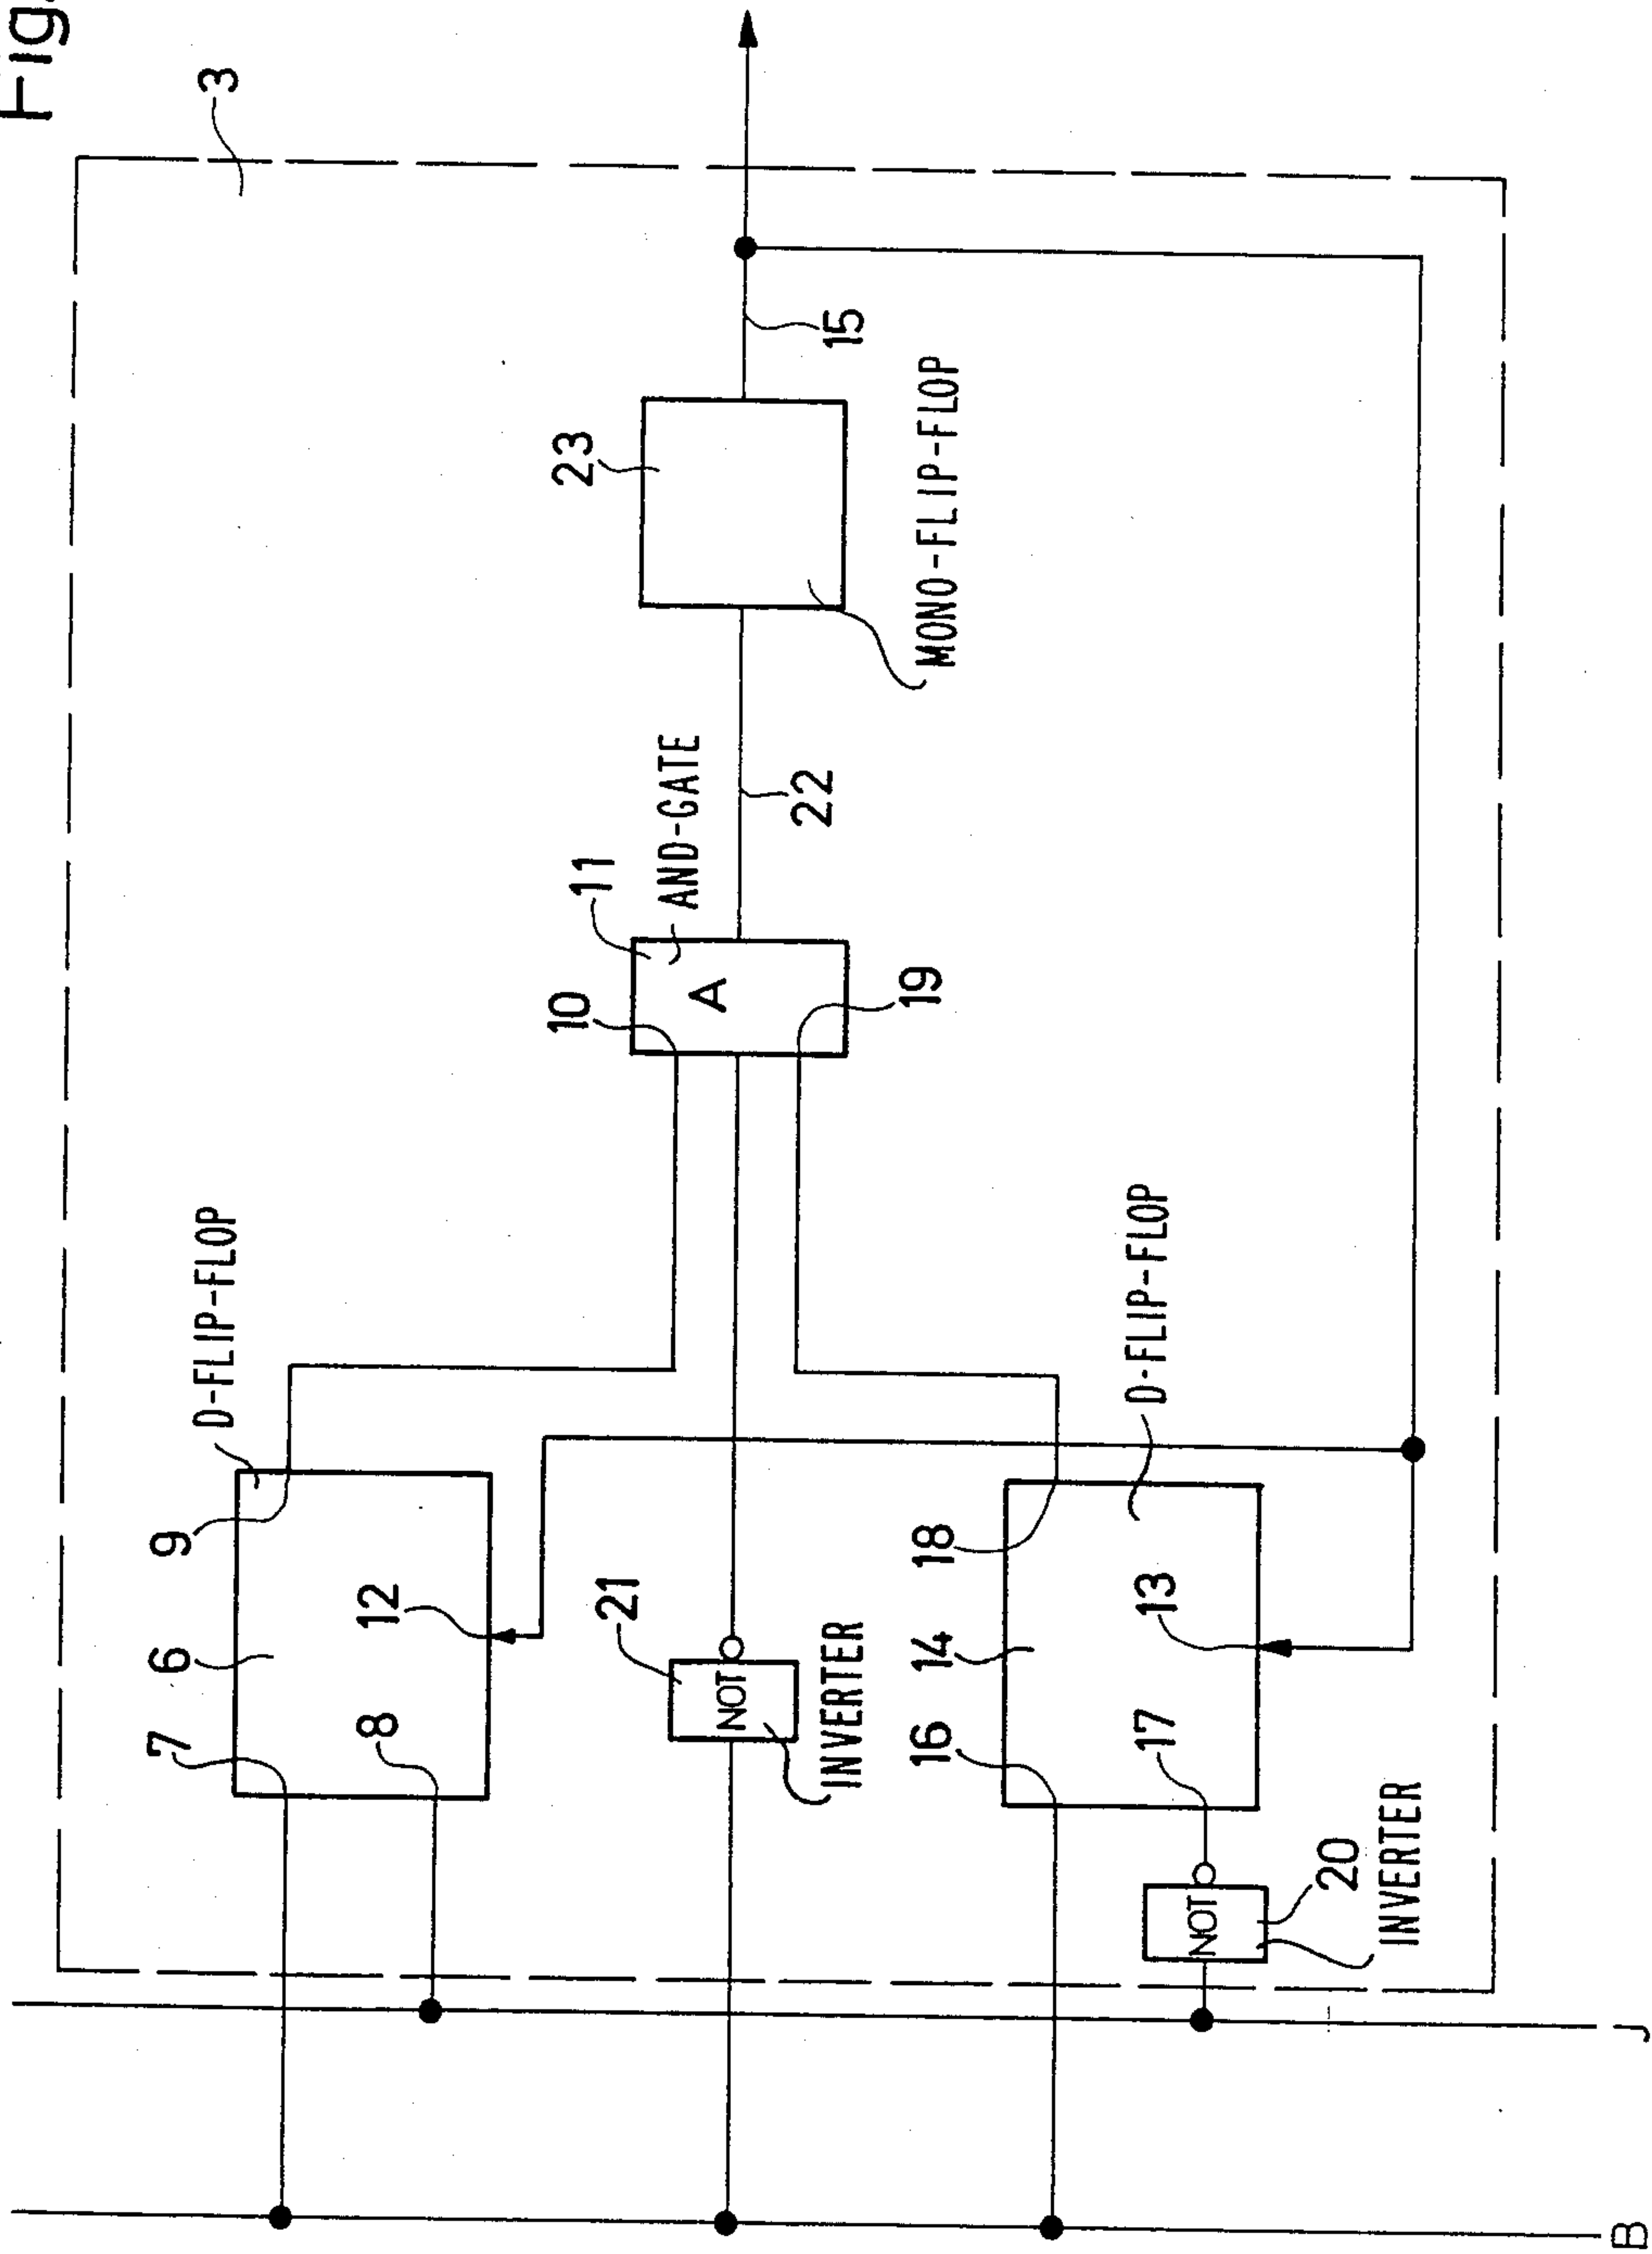 Fig.
3
D-FLIP-FLOP
9
6
7
12
8
11
AND-GATE
10
A
19
22
23
15
MONO-FLIP-FLOP
21
NOT
INVERTER
D-FLIP-FLOP
18
14
16
13
17
NOT
20
INVERTER
J
B